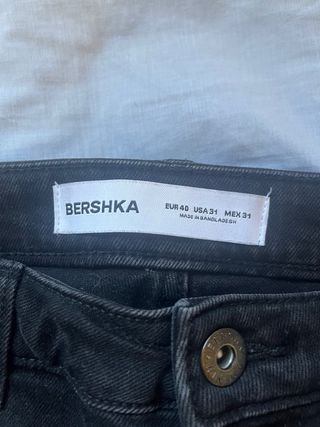 BERSHKA
EUR 40 USA 31 MEX 31
MADE IN BANGLADESH